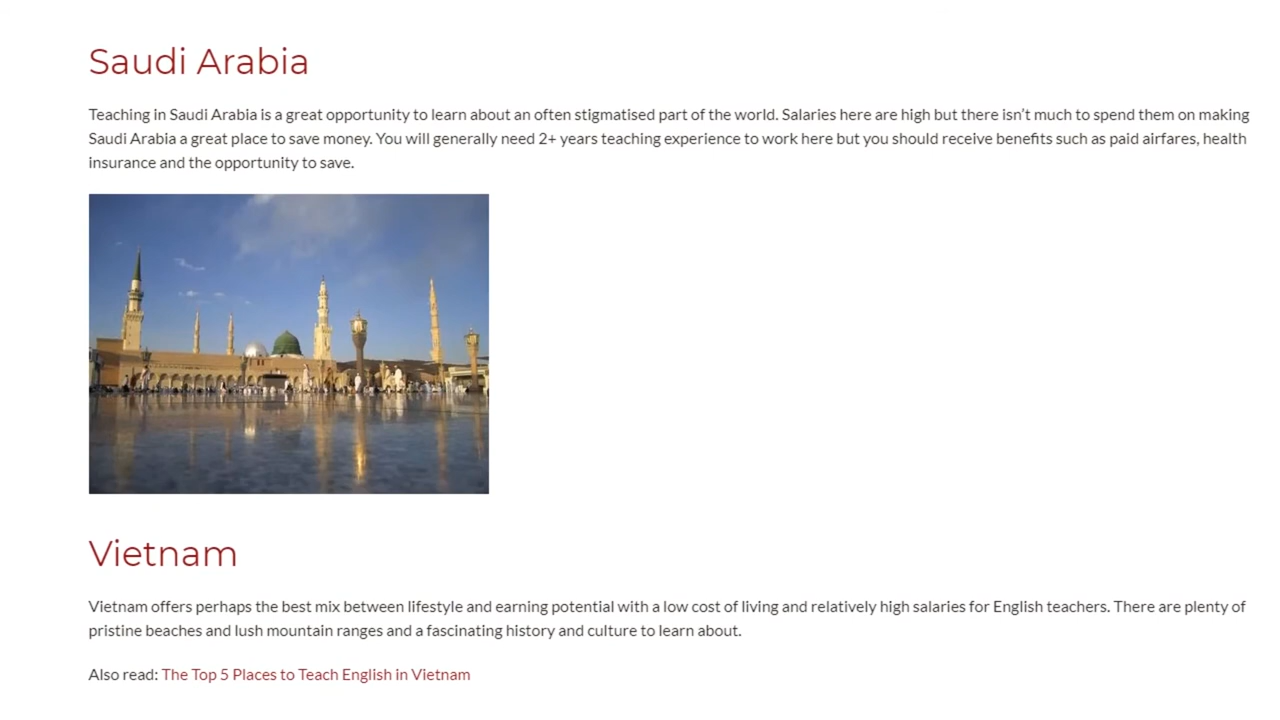 Saudi Arabia
Teaching in Saudi Arabia is a great opportunity to learn about an often stigmatised part of the world. Salaries here are high but there isn’t much to spend them on making
Saudi Arabia a great place to save money. You will generally need 2+ years teaching experience to work here but you should receive benefits such as paid airfares, health
insurance and the opportunity to save.
Vietnam
Vietnam offers perhaps the best mix between lifestyle and earning potential with a low cost of living and relatively high salaries for English teachers. There are plenty of
pristine beaches and lush mountain ranges and a fascinating history and culture to learn about.
Also read: The Top 5 Places to Teach English in Vietnam